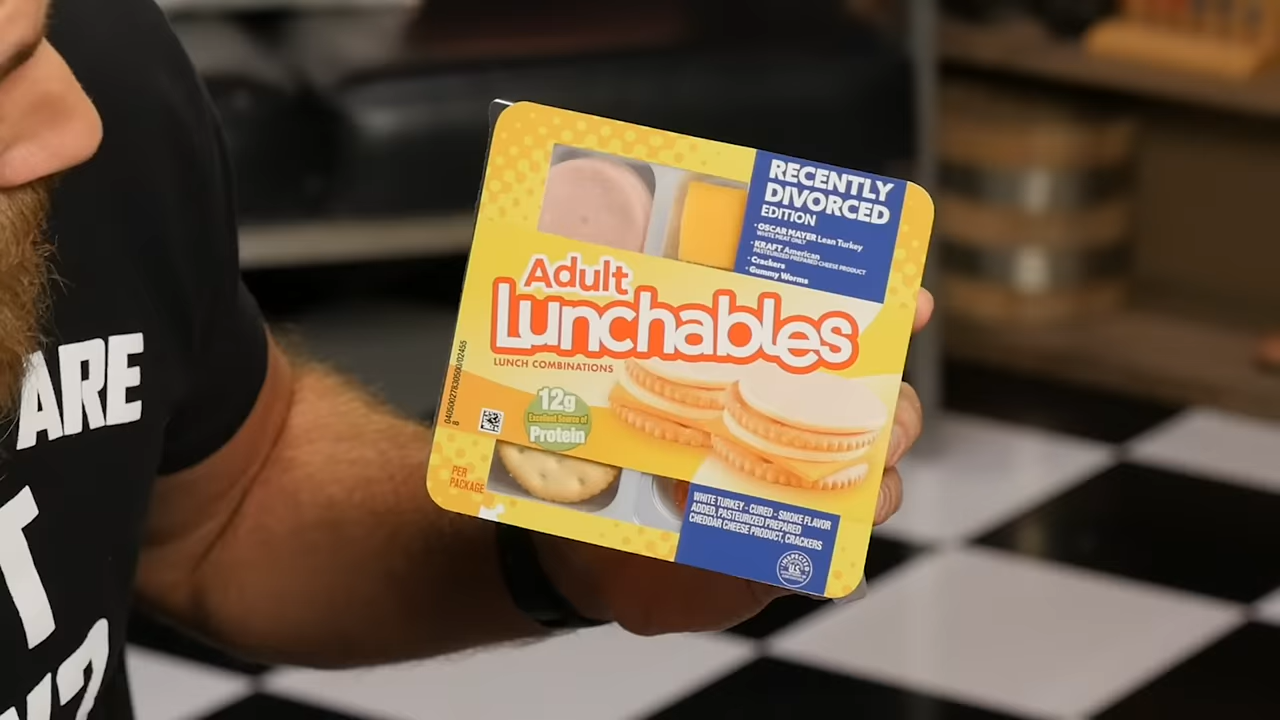 ARE
T
RECENTLY
DIVORCED
EDITION
• OSCAR MAYER Lean Turkey
WHITE MEAT ONLY
• KRAFT American
PASTEURIZED PREPARED CHEESE PRODUCT
• Crackers
• Gummy Worms
Adult
Lunchables
LUNCH COMBINATIONS
12g
Excellent Source of
Protein
PER
PACKAGE
WHITE TURKEY - CURED - SMOKE FLAVOR
ADDED, PASTEURIZED PREPARED
CHEDDAR CHEESE PRODUCT, CRACKERS
INSPECTED